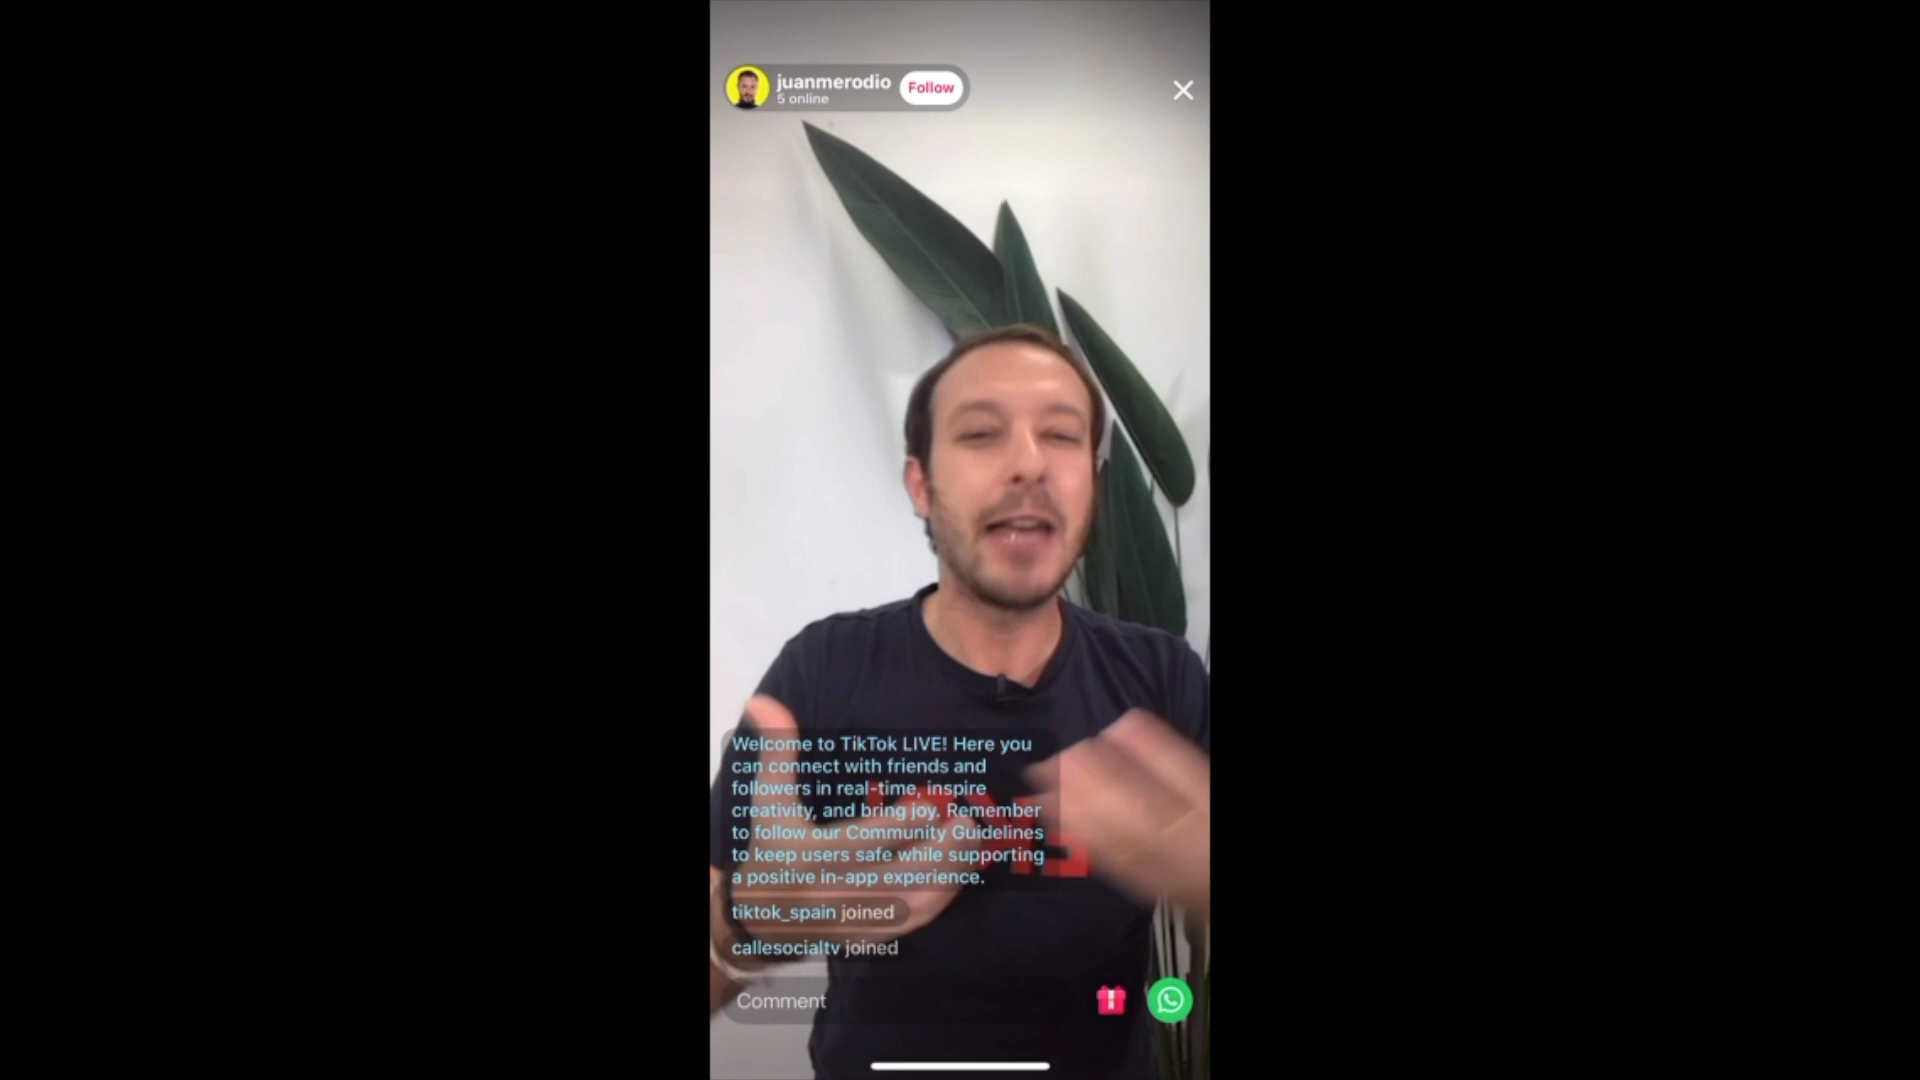 juanmerodio
5 online
Follow
Welcome to TikTok LIVE! Here you
can connect with friends and
followers in real-time, inspire
creativity, and bring joy. Remember
to follow our Community Guidelines
to keep users safe while supporting
a positive in-app experience.
tiktok_spain joined
callesocialtv joined
Comment